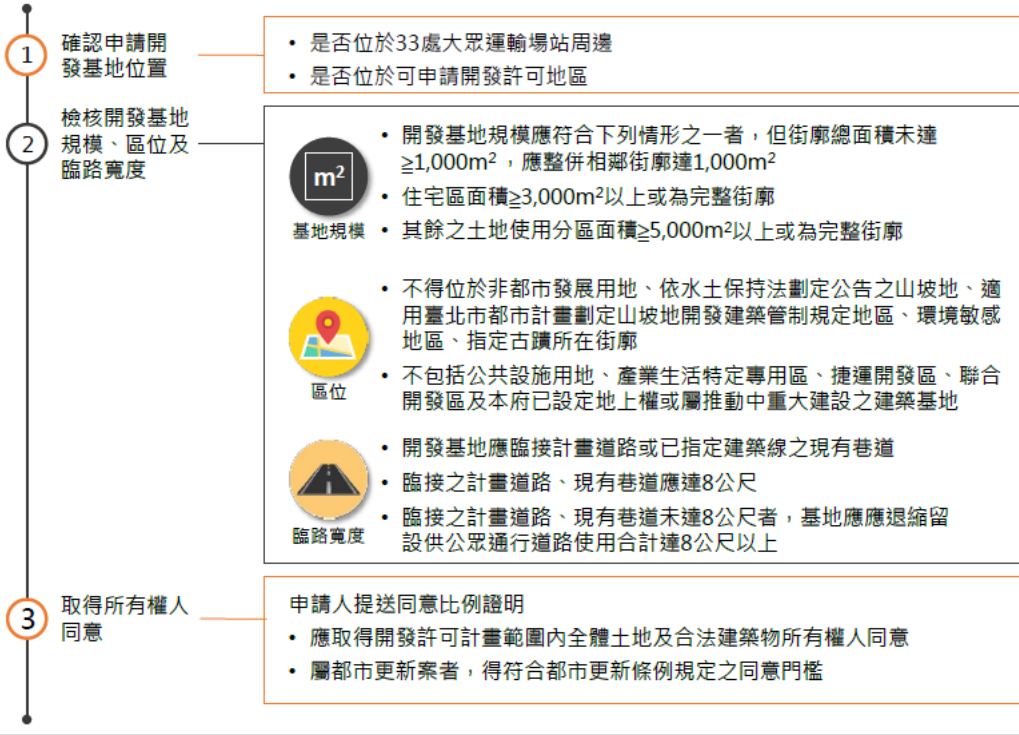 1
確認申請開
發基地位置
• 是否位於33處大眾運輸場站周邊
• 是否位於可申請開發許可地區
2
檢核開發基地
規模、區位及
臨路寬度
m²
基地規模
• 開發基地規模應符合下列情形之一者,但街廓總面積未達
≧1,000m²,應整併相鄰街廓達1,000m²
• 住宅區面積≧3,000m²以上或為完整街廓
• 其餘之土地使用分區面積≧5,000m²以上或為完整街廓
區位
• 不得位於非都市發展用地、依水土保持法劃定公告之山坡地、適
用臺北市都市計畫劃定山坡地開發建築管制規定地區、環境敏感
地區、指定古蹟所在街廓
• 不包括公共設施用地、產業生活特定專用區、捷運開發區、聯合
開發區及本府已設定地上權或屬推動中重大建設之建築基地
臨路寬度
• 開發基地應臨接計畫道路或已指定建築線之現有巷道
• 臨接之計畫道路、現有巷道應達8公尺
• 臨接之計畫道路、現有巷道未達8公尺者,基地應應退縮留
設供公眾通行道路使用合計達8公尺以上
3
取得所有權人
同意
申請人提送同意比例證明
• 應取得開發許可計畫範圍內全體土地及合法建築物所有權人同意
• 屬都市更新案者,得符合都市更新條例規定之同意門檻